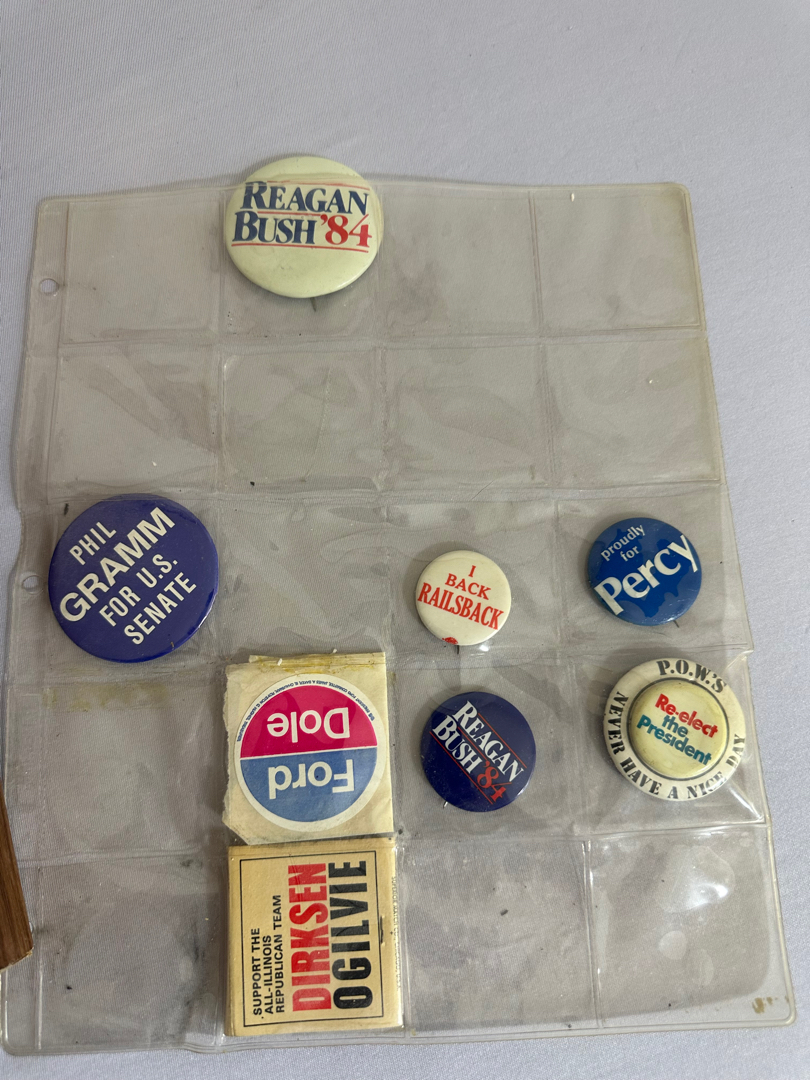 REAGAN
BUSH '84
PHIL
GRAMM
FOR U.S.
SENATE
I
BACK
RAILSBACK
proudly
for
Percy
Ford
Dole
REAGAN
BUSH '84
P.O.W.'S
NEVER HAVE A NICE DAY
Re-elect
the
President
SUPPORT THE
ALL-ILLINOIS
REPUBLICAN TEAM
DIRKSEN
OGILVIE